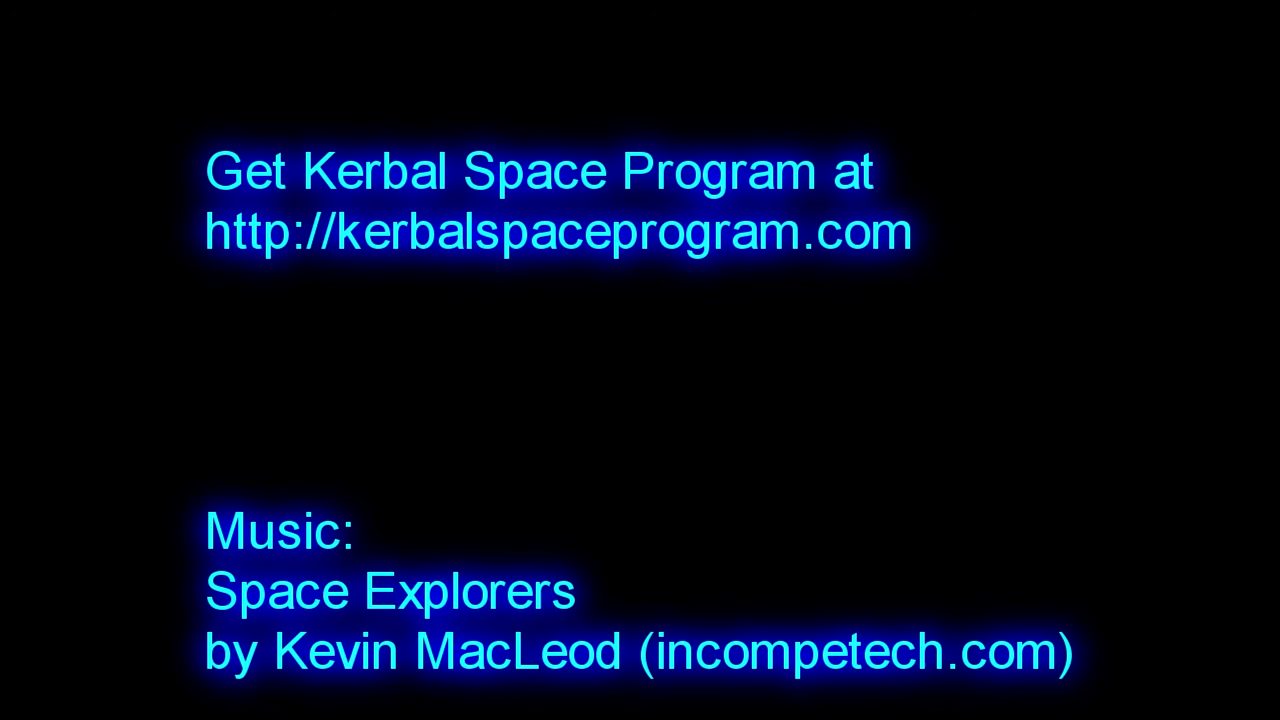 Get Kerbal Space Program at
http://kerbalspaceprogram.com
Music:
Space Explorers
by Kevin MacLeod (incompetech.com)